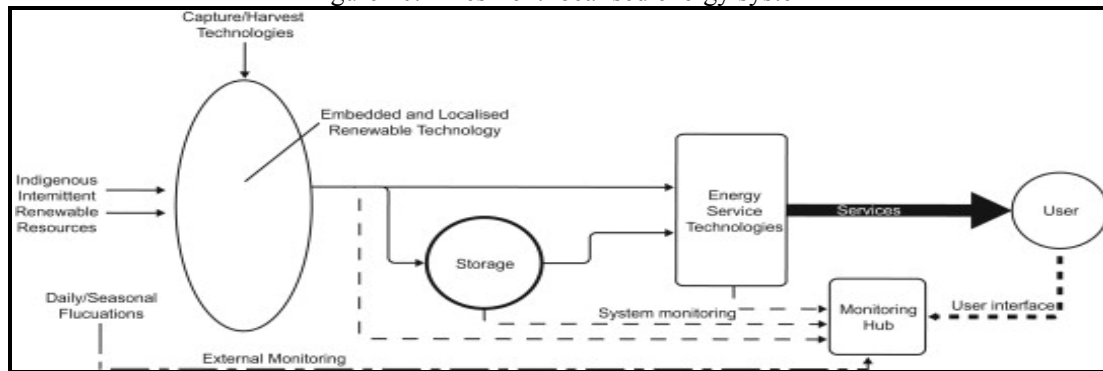 Capture/Harvest
Technologies
Embedded and Localised
Renewable Technology
Indigenous
Intemittent
Renewable
Resources
Energy
Service
Technologies
Services
User
Storage
Daily/Seasonal
Flucuations
System monitoring
Monitoring
Hub
User interface
External Monitoring